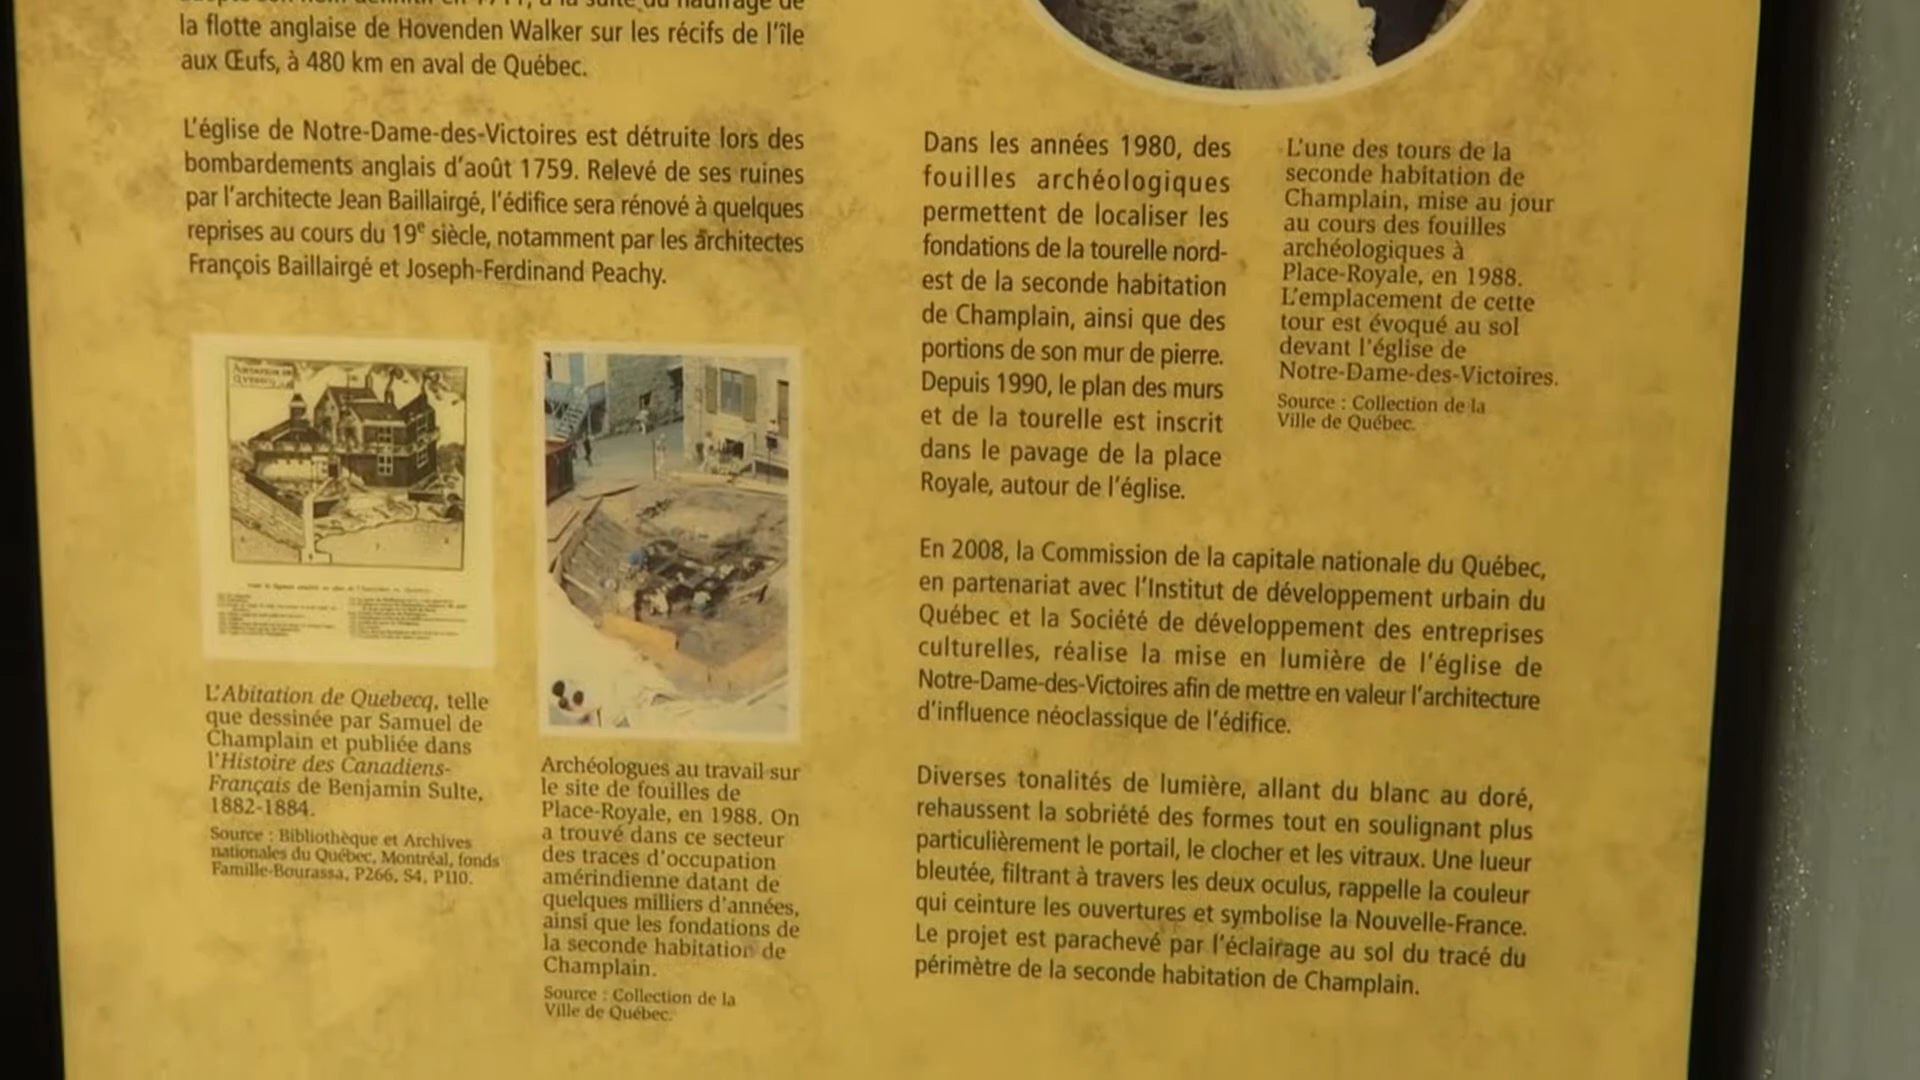 la flotte anglaise de Hovenden Walker sur les récifs de l'île
aux Œufs, à 480 km en aval de Québec.
L'église de Notre-Dame-des-Victoires est détruite lors des
bombardements anglais d'août 1759. Relevé de ses ruines
par l'architecte Jean Baillairgé, l'édifice sera rénové à quelques
reprises au cours du 19e siècle, notamment par les architectes
François Baillairgé et Joseph-Ferdinand Peachy.
L'Abitation de Quebecq, telle
que dessinée par Samuel de
Champlain et publiée dans
l'Histoire des Canadiens-
Français de Benjamin Sulte,
1882-1884.
Source : Bibliothèque et Archives
nationales du Québec, Montréal, fonds
Famille-Bourassa, P266, S4, P110.
Archéologues au travail sur
le site de fouilles de
Place-Royale, en 1988. On
a trouvé dans ce secteur
des traces d'occupation
amérindienne datant de
quelques milliers d'années,
ainsi que les fondations de
la seconde habitation de
Champlain.
Source : Collection de la
Ville de Québec.
Dans les années 1980, des
fouilles archéologiques
permettent de localiser les
fondations de la tourelle nord-
est de la seconde habitation
de Champlain, ainsi que des
portions de son mur de pierre.
Depuis 1990, le plan des murs
et de la tourelle est inscrit
dans le pavage de la place
Royale, autour de l'église.
L'une des tours de la
seconde habitation de
Champlain, mise au jour
au cours des fouilles
archéologiques à
Place-Royale, en 1988.
L'emplacement de cette
tour est évoqué au sol
devant l'église de
Notre-Dame-des-Victoires.
Source : Collection de la
Ville de Québec.
En 2008, la Commission de la capitale nationale du Québec,
en partenariat avec l'Institut de développement urbain du
Québec et la Société de développement des entreprises
culturelles, réalise la mise en lumière de l'église de
Notre-Dame-des-Victoires afin de mettre en valeur l'architecture
d'influence néoclassique de l'édifice.
Diverses tonalités de lumière, allant du blanc au doré,
rehaussent la sobriété des formes tout en soulignant plus
particulièrement le portail, le clocher et les vitraux. Une lueur
bleutée, filtrant à travers les deux oculus, rappelle la couleur
qui ceinture les ouvertures et symbolise la Nouvelle-France.
Le projet est parachevé par l'éclairage au sol du tracé du
périmètre de la seconde habitation de Champlain.